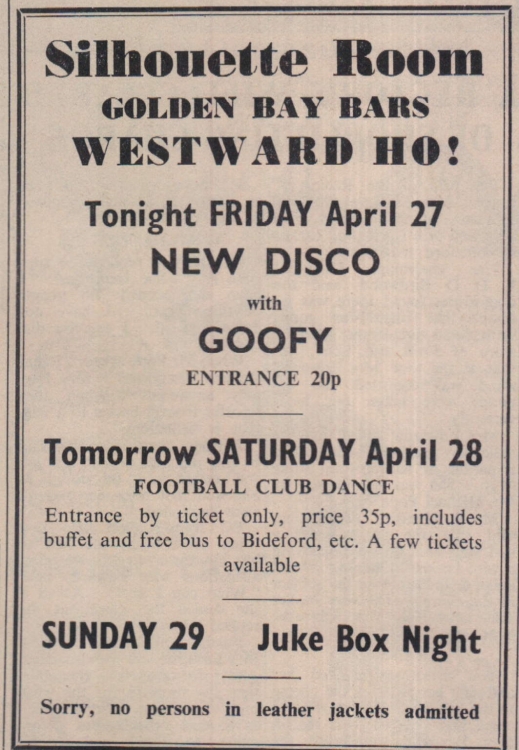 Silhouette Room
GOLDEN BAY BARS
WESTWARD HO!
Tonight FRIDAY April 27
NEW DISCO
with
GOOFY
ENTRANCE 20p
Tomorrow SATURDAY April 28
FOOTBALL CLUB DANCE
Entrance by ticket only, price 35p, includes
buffet and free bus to Bideford, etc. A few tickets
available
SUNDAY 29 Juke Box Night
Sorry, no persons in leather jackets admitted